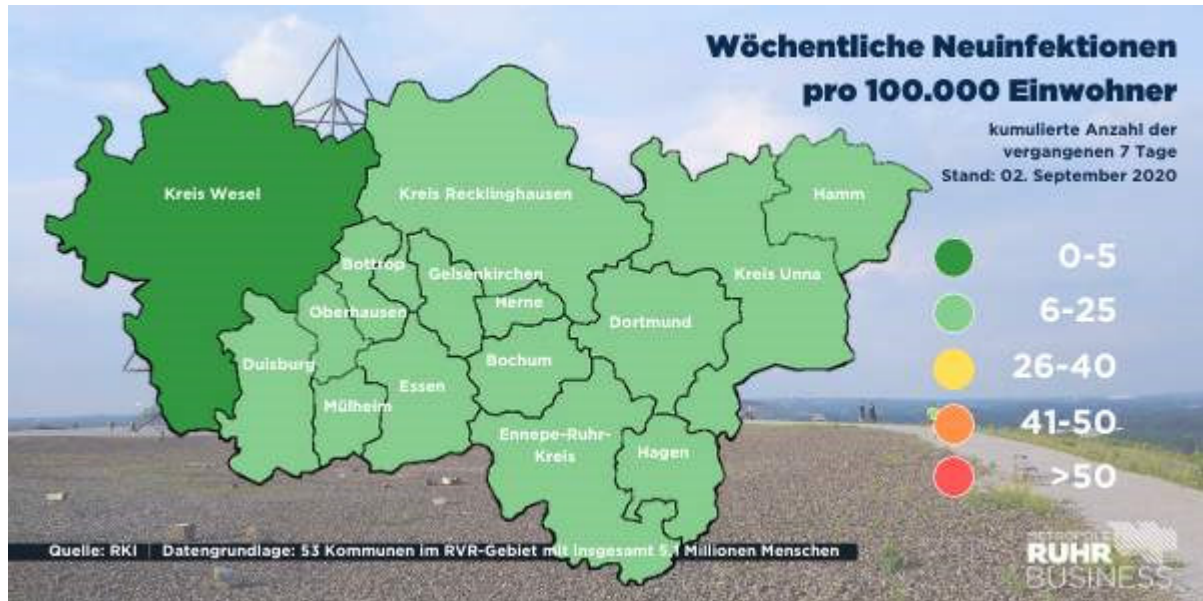 Wöchentliche Neuinfektionen
pro 100.000 Einwohner
kumulierte Anzahl der
vergangenen 7 Tage
Stand: 02. September 2020
Kreis Wesel
Kreis Recklinghausen
Hamm
Bottrop
Gelsenkirchen
Kreis Unna
Oberhausen
Herne
Dortmund
Duisburg
Bochum
Essen
Mülheim
Ennepe-Ruhr-
Kreis
Hagen
0-5
6-25
26-40
41-50
>50
Quelle: RKI | Datengrundlage: 53 Kommunen im RVR-Gebiet mit insgesamt 5,1 Millionen Menschen
RUHR
BUSINESS